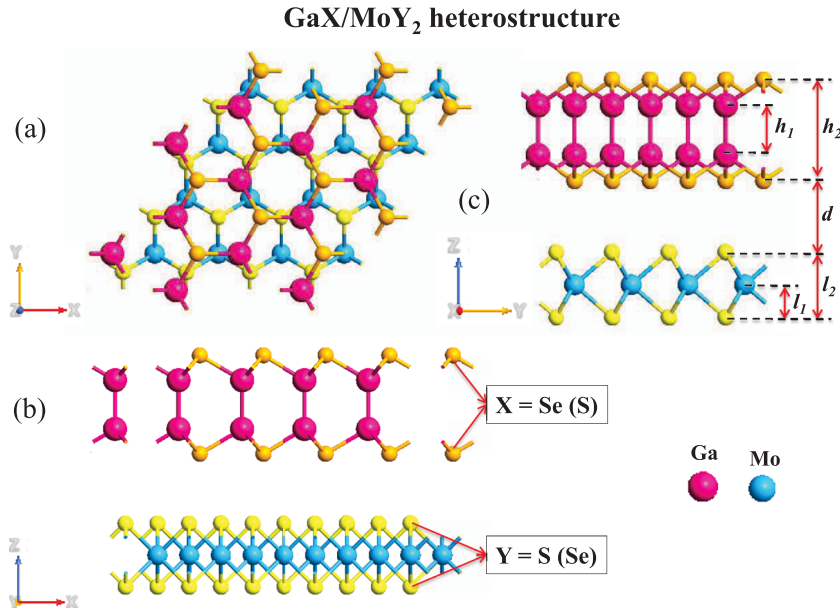 GaX/MoY₂ heterostructure
(a)
Y
Z
X
h₁
h₂
(c)
d
Z
X
Y
l₁
l₂
(b)
X = Se (S)
Ga
Mo
Z
Y
X
Y = S (Se)